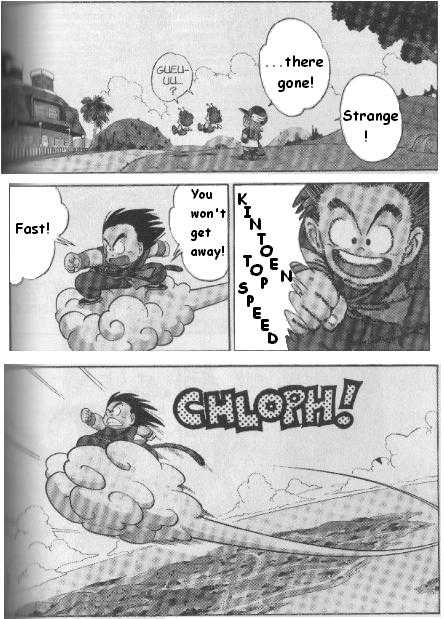 Strange
!
...there
gone!
GUEU-
UU...
?
KINTOEN
TOP
SPEED
You
won't
get
away!
Fast!
CHLOPH!